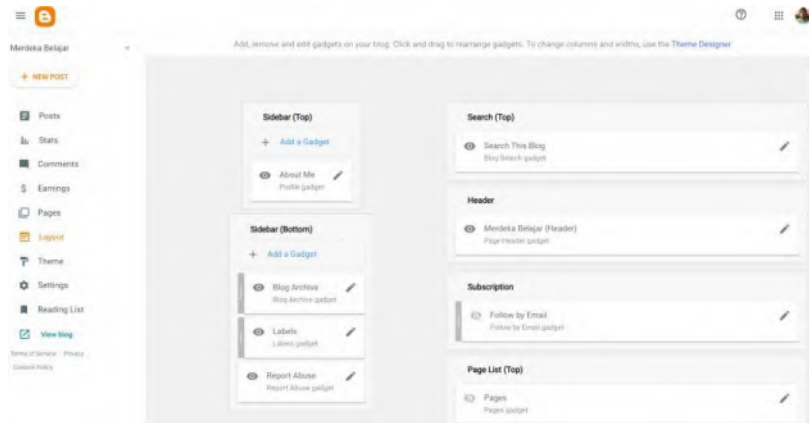 Add, remove and edit gadgets on your blog. Click and drag to rearrange gadgets. To change columns and widths, use the Theme Designer
Merdeka Belajar
+ NEW POST
Posts
Stats
Comments
Earnings
Pages
Layout
Theme
Settings
Reading List
View blog
Terms of Service Privacy
Content Policy
Sidebar (Top)
+ Add a Gadget
About Me
Profile gadget
Sidebar (Bottom)
+ Add a Gadget
Blog Archive
Blog Archive gadget
Labels
Labels gadget
Report Abuse
Report Abuse gadget
Search (Top)
Search This Blog
Blog Search gadget
Header
Merdeka Belajar (Header)
Page Header gadget
Subscription
Follow by Email
Follow by Email gadget
Page List (Top)
Pages
Pages gadget